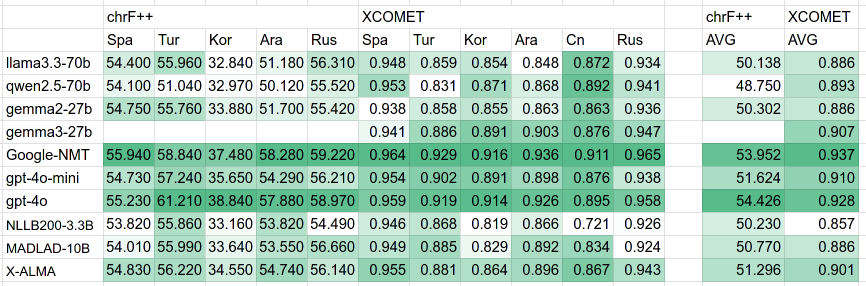 chrF++ XCOMET chrF++ XCOMET
Spa Tur Kor Ara Rus Spa Tur Kor Ara Cn Rus AVG AVG
llama3.3-70b 54.400 55.960 32.840 51.180 56.310 0.948 0.859 0.854 0.848 0.872 0.934 50.138 0.886
qwen2.5-70b 54.100 51.040 32.970 50.120 55.520 0.953 0.831 0.871 0.868 0.892 0.941 48.750 0.893
gemma2-27b 54.750 55.760 33.880 51.700 55.420 0.938 0.858 0.855 0.863 0.863 0.936 50.302 0.886
gemma3-27b 0.941 0.886 0.891 0.903 0.876 0.947 0.907
Google-NMT 55.940 58.840 37.480 58.280 59.220 0.964 0.929 0.916 0.936 0.911 0.965 53.952 0.937
gpt-4o-mini 54.730 57.240 35.650 54.290 56.210 0.954 0.902 0.891 0.898 0.876 0.938 51.624 0.910
gpt-4o 55.230 61.210 38.840 57.880 58.970 0.959 0.919 0.914 0.926 0.895 0.958 54.426 0.928
NLLB200-3.3B 53.820 55.860 33.160 53.820 54.490 0.946 0.868 0.819 0.866 0.721 0.926 50.230 0.857
MADLAD-10B 54.010 55.990 33.640 53.550 56.660 0.949 0.885 0.829 0.892 0.834 0.924 50.770 0.886
X-ALMA 54.830 56.220 34.550 54.740 56.140 0.955 0.881 0.864 0.896 0.867 0.943 51.296 0.901